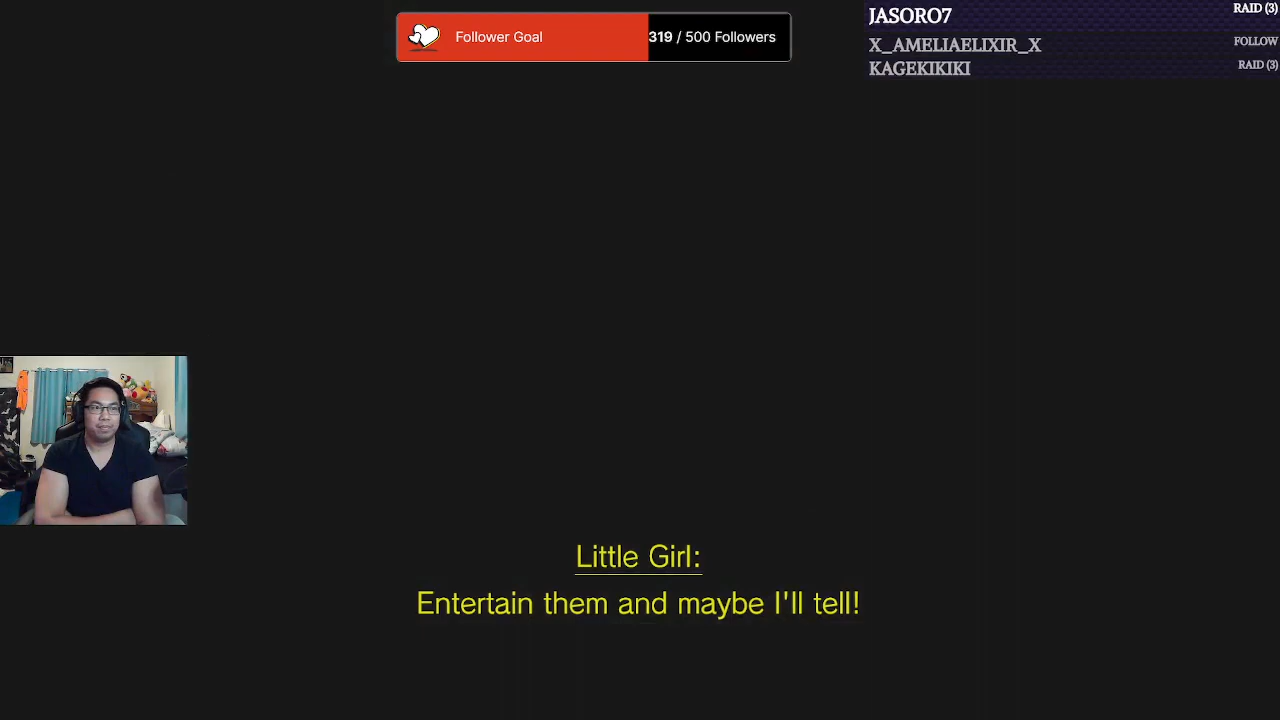 Follower Goal
319 / 500 Followers
JASORO7 RAID (3)
X_AMELIAELIXIR_X FOLLOW
KAGEKIKIKI RAID (3)
Little Girl:
Entertain them and maybe I'll tell!